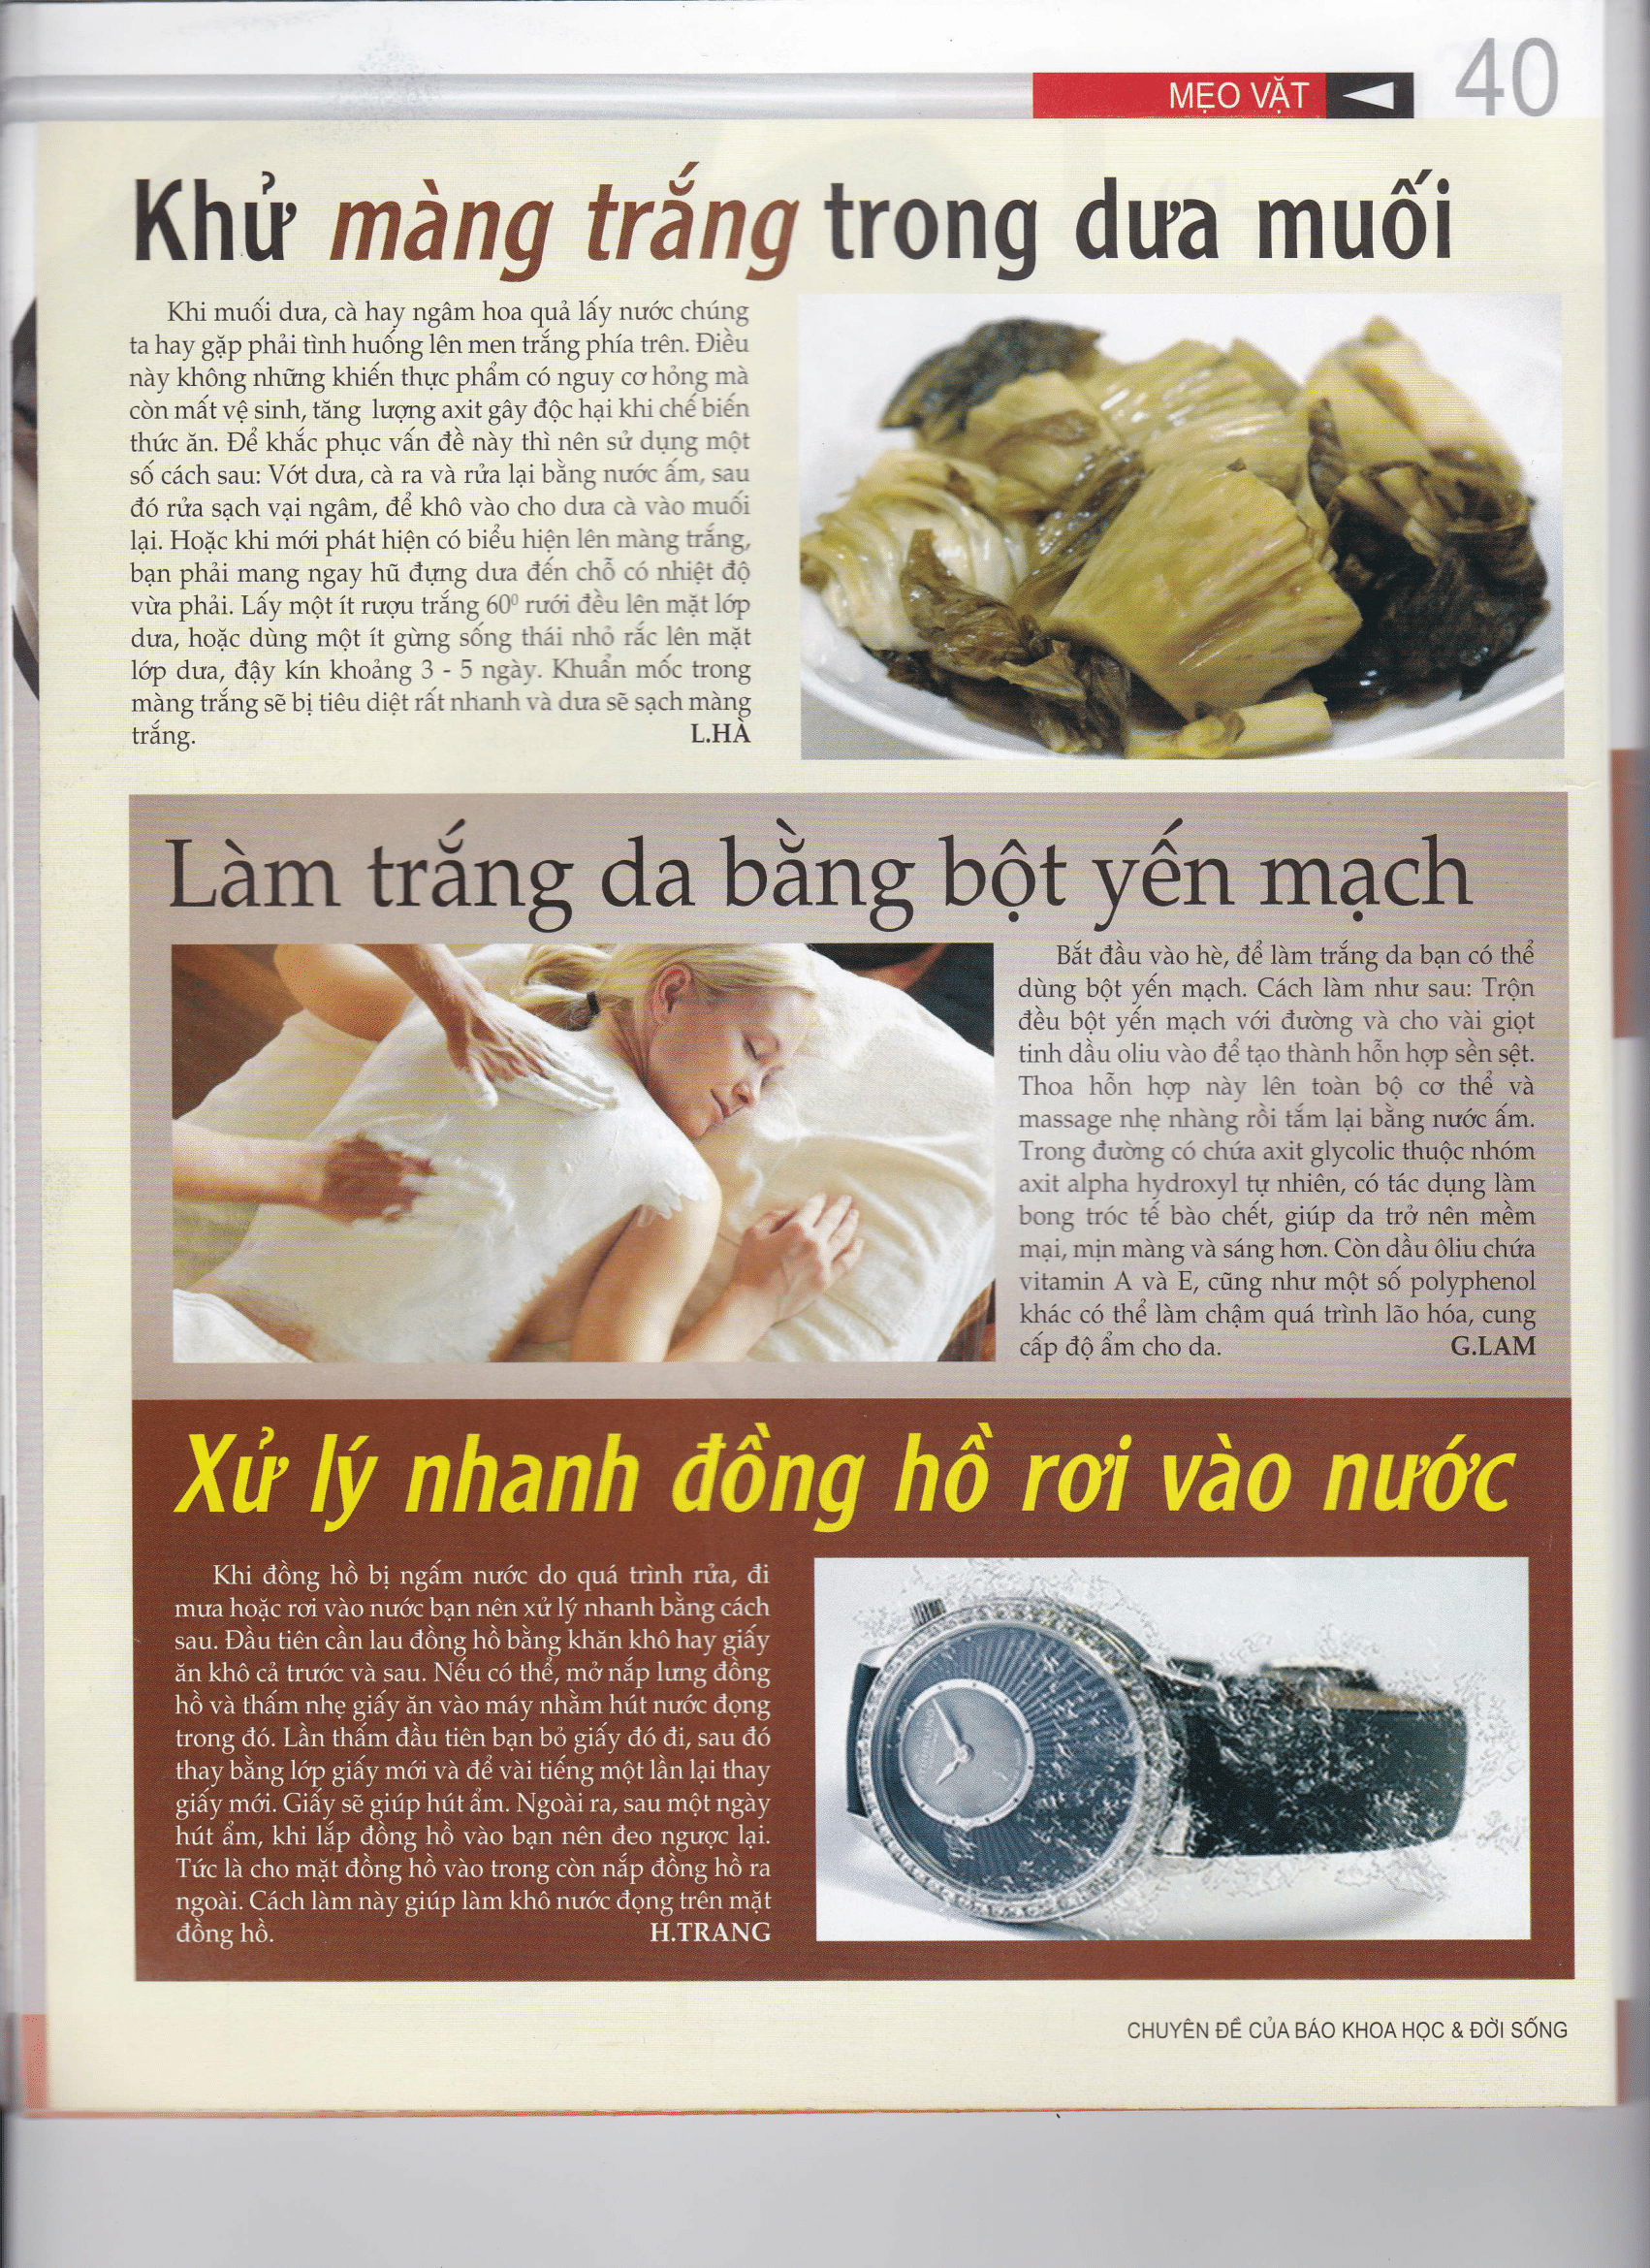 MẸO VẶT
40
Khử màng trắng trong dưa muối
Khi muối dưa, cà hay ngâm hoa quả lấy nước chúng
ta hay gặp phải tình huống lên men trắng phía trên. Điều
này không những khiến thực phẩm có nguy cơ hỏng mà
còn mất vệ sinh, tăng lượng axit gây độc hại khi chế biến
thức ăn. Để khắc phục vấn đề này thì nên sử dụng một
số cách sau: Vớt dưa, cà ra và rửa lại bằng nước ấm, sau
đó rửa sạch vại ngâm, để khô vào cho dưa cà vào muối
lại. Hoặc khi mới phát hiện có biểu hiện lên màng trắng,
bạn phải mang ngay hũ đựng dưa đến chỗ có nhiệt độ
vừa phải. Lấy một ít rượu trắng 60⁰ rưới đều lên mặt lớp
dưa, hoặc dùng một ít gừng sống thái nhỏ rắc lên mặt
lớp dưa, đậy kín khoảng 3 - 5 ngày. Khuẩn mốc trong
màng trắng sẽ bị tiêu diệt rất nhanh và dưa sẽ sạch màng
trắng. L.HÀ
Làm trắng da bằng bột yến mạch
Bắt đầu vào hè, để làm trắng da bạn có thể
dùng bột yến mạch. Cách làm như sau: Trộn
đều bột yến mạch với đường và cho vài giọt
tinh dầu oliu vào để tạo thành hỗn hợp sền sệt.
Thoa hỗn hợp này lên toàn bộ cơ thể và
massage nhẹ nhàng rồi tắm lại bằng nước ấm.
Trong đường có chứa axit glycolic thuộc nhóm
axit alpha hydroxyl tự nhiên, có tác dụng làm
bong tróc tế bào chết, giúp da trở nên mềm
mại, mịn màng và sáng hơn. Còn dầu ôliu chứa
vitamin A và E, cũng như một số polyphenol
khác có thể làm chậm quá trình lão hóa, cung
cấp độ ẩm cho da. G.LAM
Xử lý nhanh đồng hồ rơi vào nước
Khi đồng hồ bị ngấm nước do quá trình rửa, đi
mưa hoặc rơi vào nước bạn nên xử lý nhanh bằng cách
sau. Đầu tiên cần lau đồng hồ bằng khăn khô hay giấy
ăn khô cả trước và sau. Nếu có thể, mở nắp lưng đồng
hồ và thấm nhẹ giấy ăn vào máy nhằm hút nước đọng
trong đó. Lần thấm đầu tiên bạn bỏ giấy đó đi, sau đó
thay bằng lớp giấy mới và để vài tiếng một lần lại thay
giấy mới. Giấy sẽ giúp hút ẩm. Ngoài ra, sau một ngày
hút ẩm, khi lắp đồng hồ vào bạn nên đeo ngược lại.
Tức là cho mặt đồng hồ vào trong còn nắp đồng hồ ra
ngoài. Cách làm này giúp làm khô nước đọng trên mặt
đồng hồ. H.TRANG
CHUYÊN ĐỀ CỦA BÁO KHOA HỌC & ĐỜI SỐNG